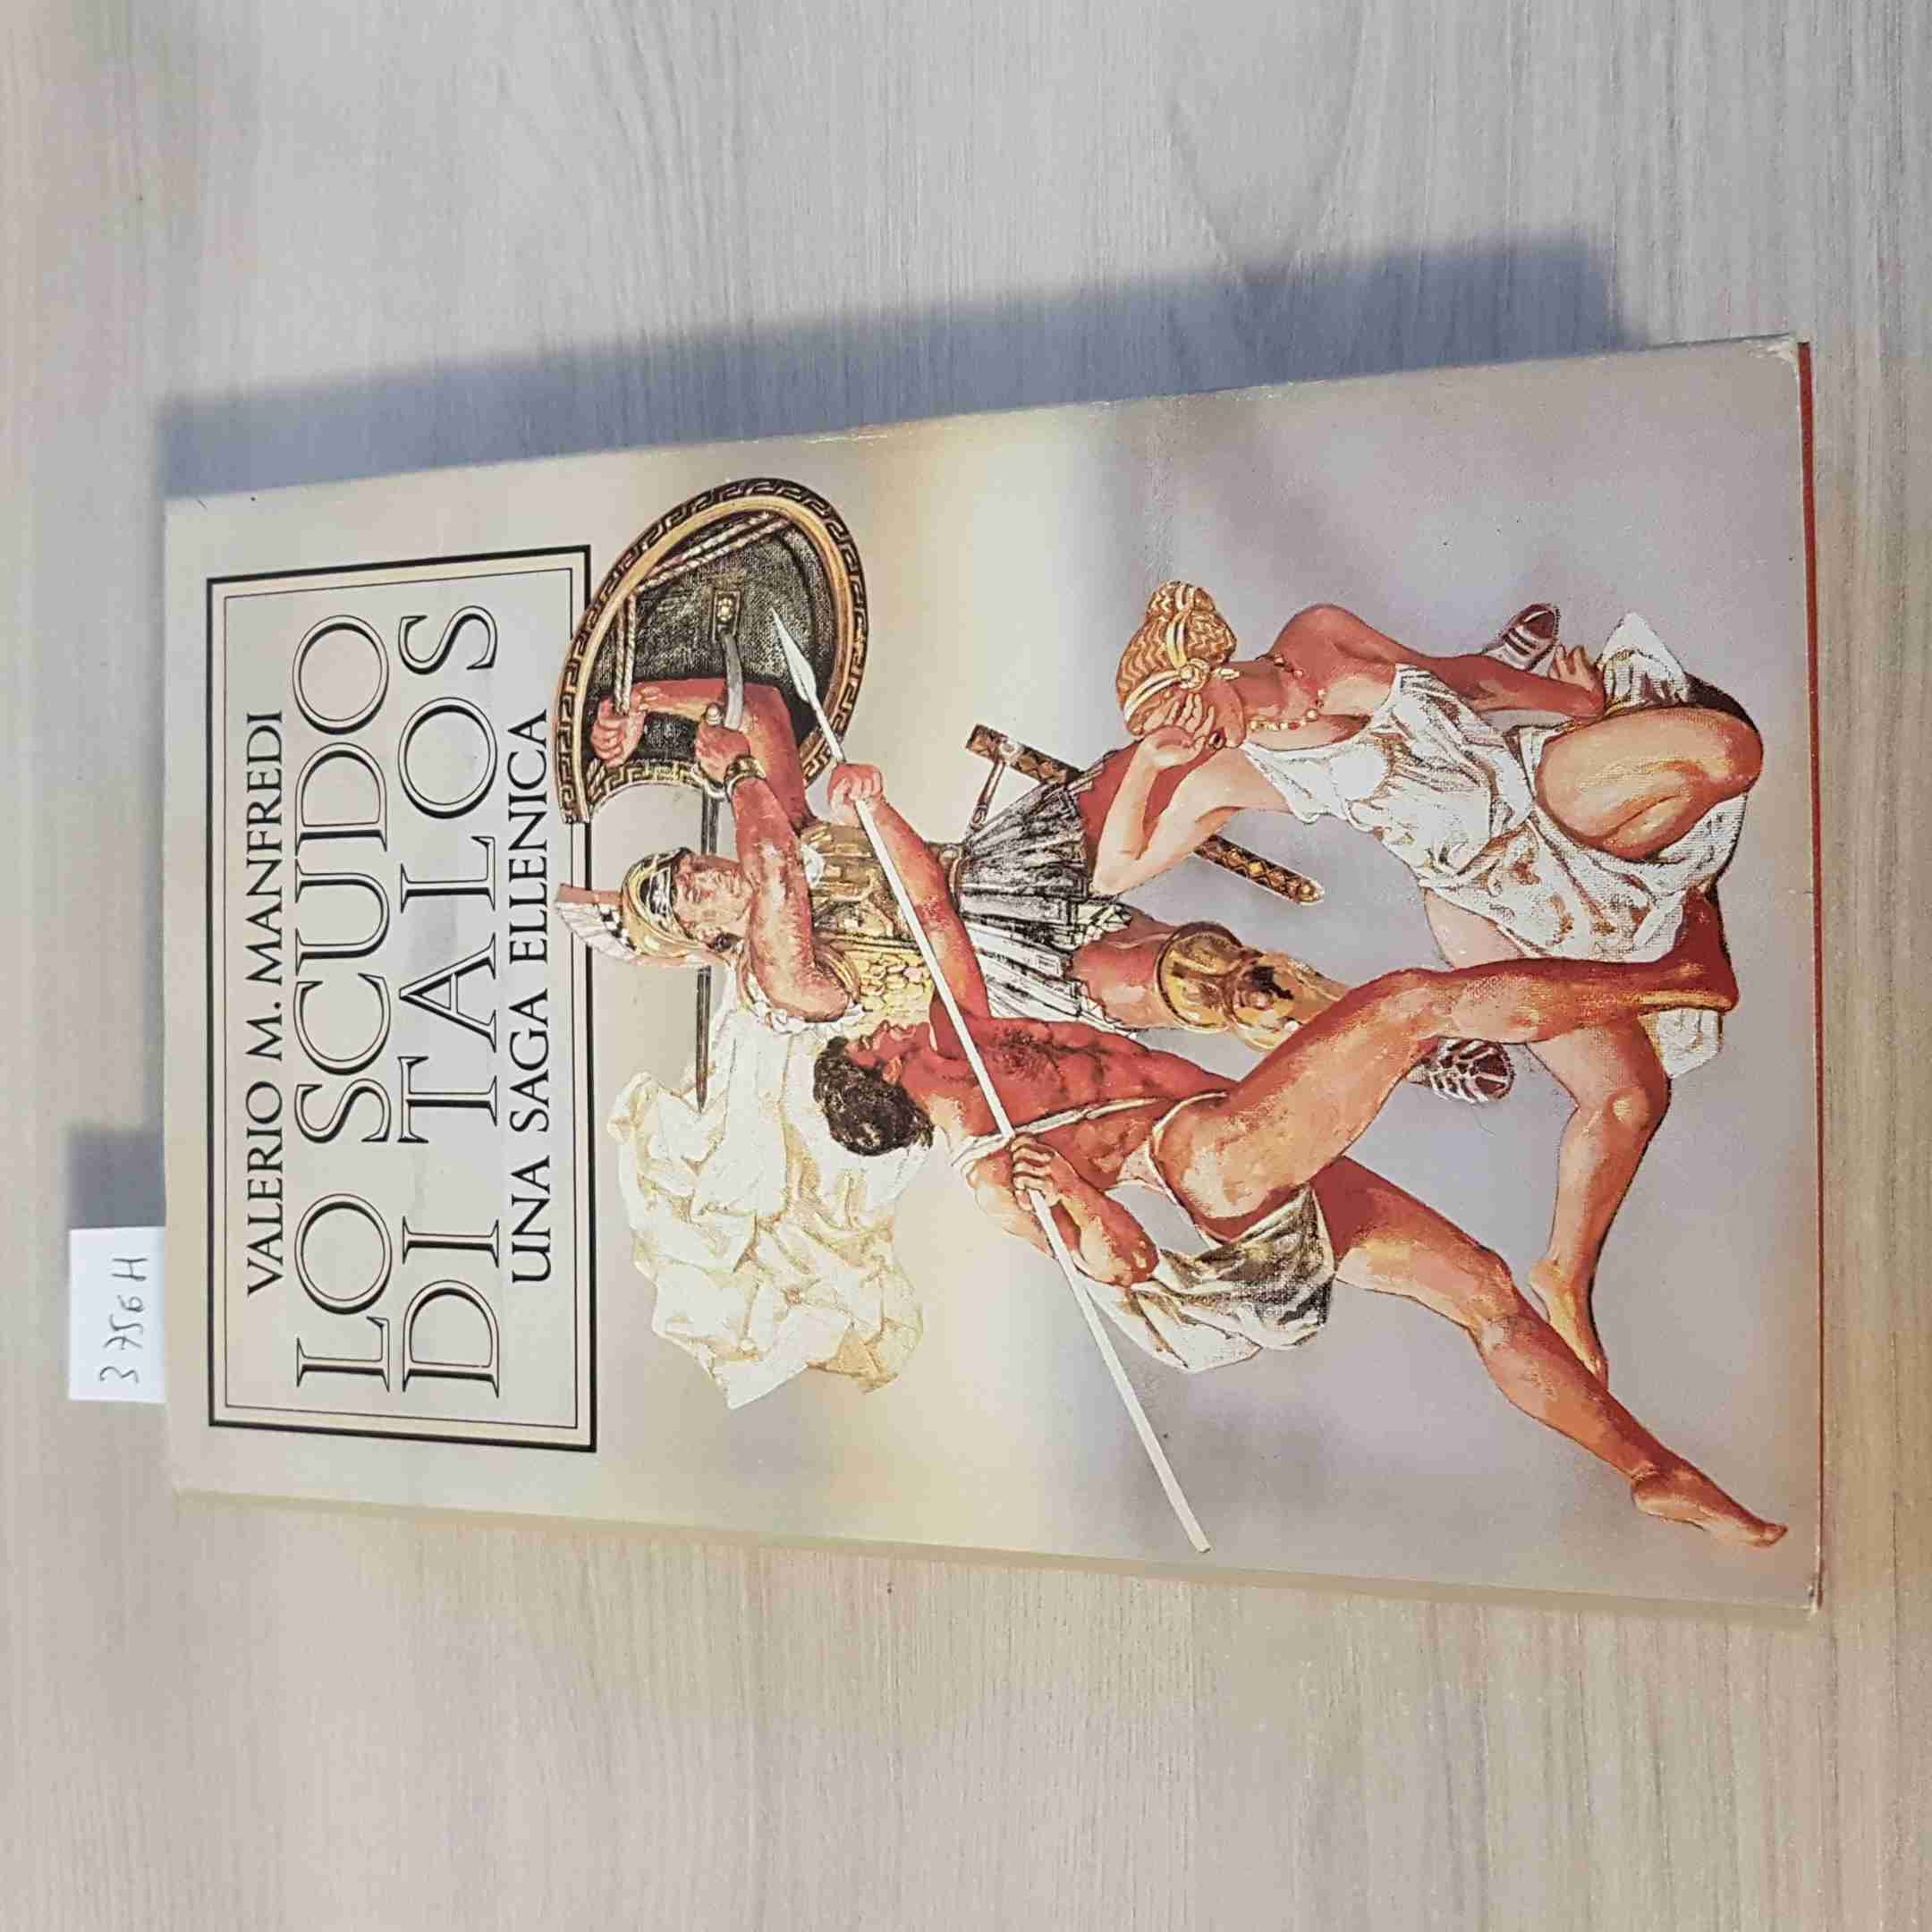 3756H
VALERIO M. MANFREDI
LO SCUDO
DI TALOS
UNA SAGA ELLENICA